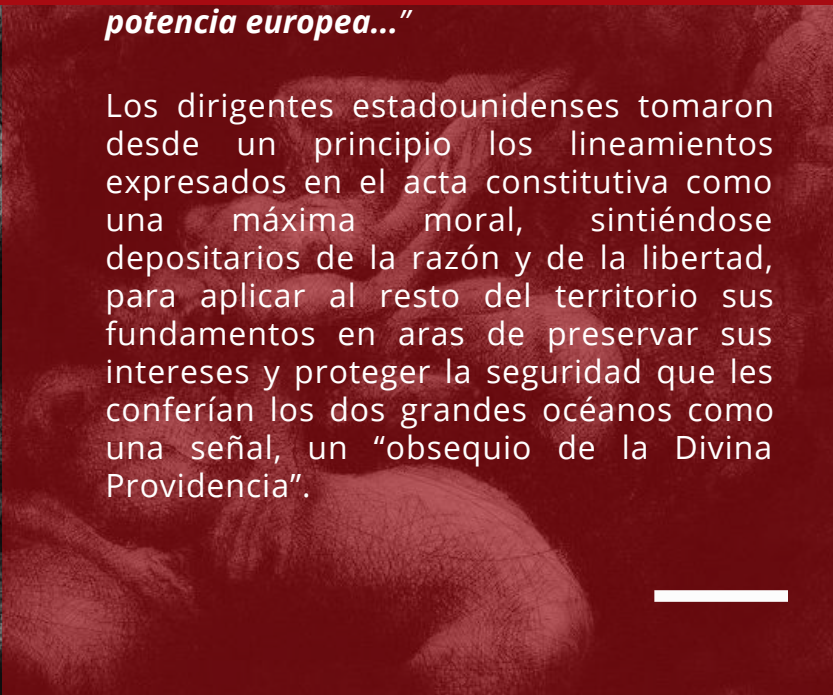 potencia europea...”
Los dirigentes estadounidenses tomaron
desde un principio los lineamientos
expresados en el acta constitutiva como
una máxima moral, sintiéndose
depositarios de la razón y de la libertad,
para aplicar al resto del territorio sus
fundamentos en aras de preservar sus
intereses y proteger la seguridad que les
conferían los dos grandes océanos como
una señal, un “obsequio de la Divina
Providencia”.